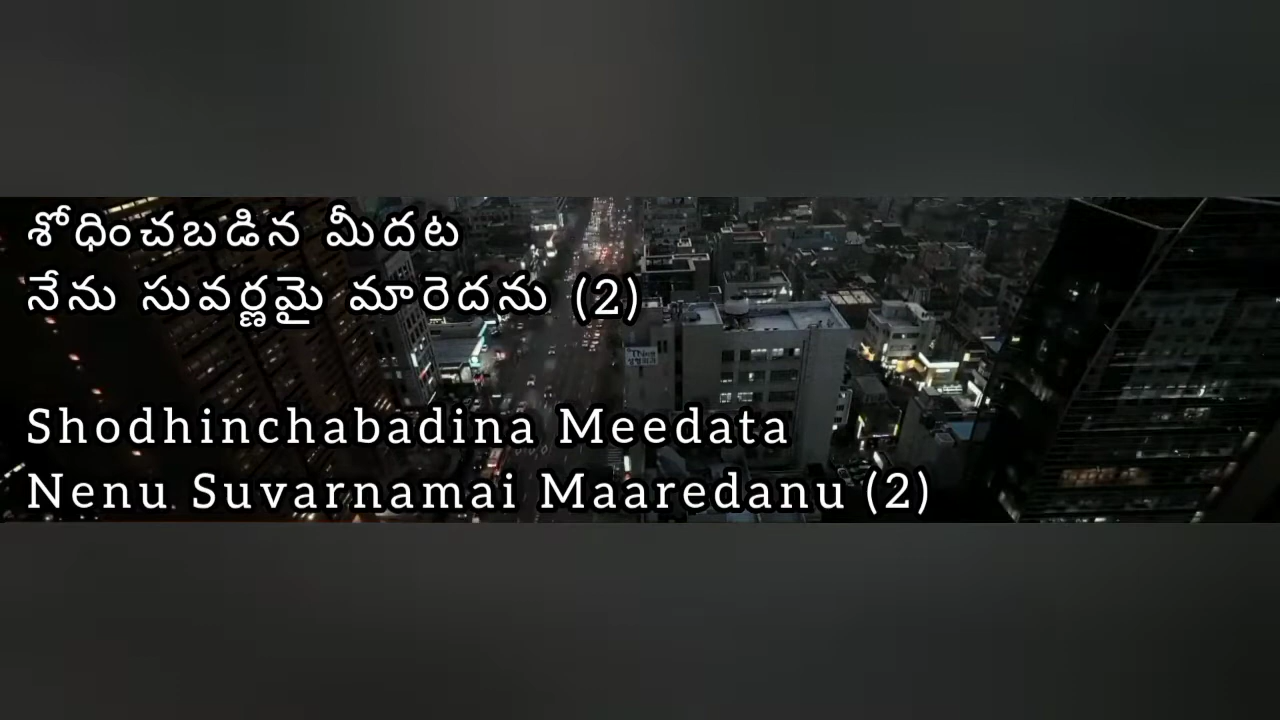 శోధించబడిన మీదట
నేను సువర్ణమై మారెదను (2)
Shodhinchabadina Meedata
Nenu Suvarnamai Maaredanu (2)